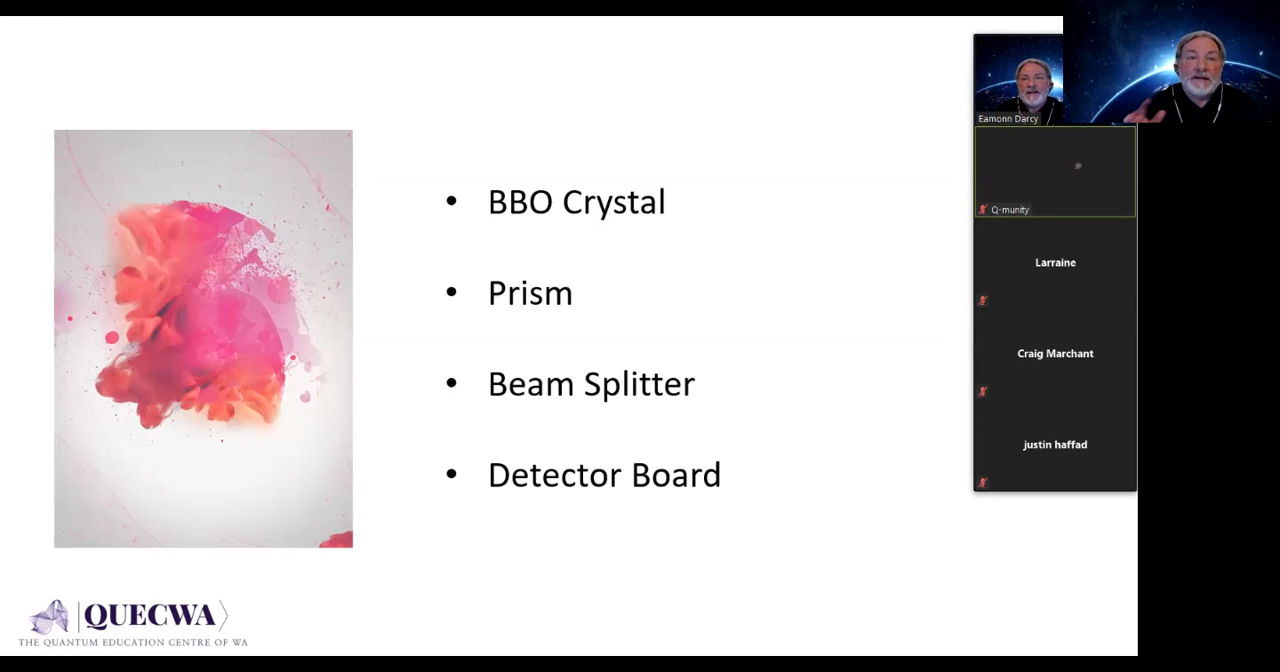 BBO Crystal
Prism
Beam Splitter
Detector Board
QUECWA
THE QUANTUM EDUCATION CENTRE OF WA
Eamonn Darcy
Q-munity
Larraine
Craig Marchant
justin haffad